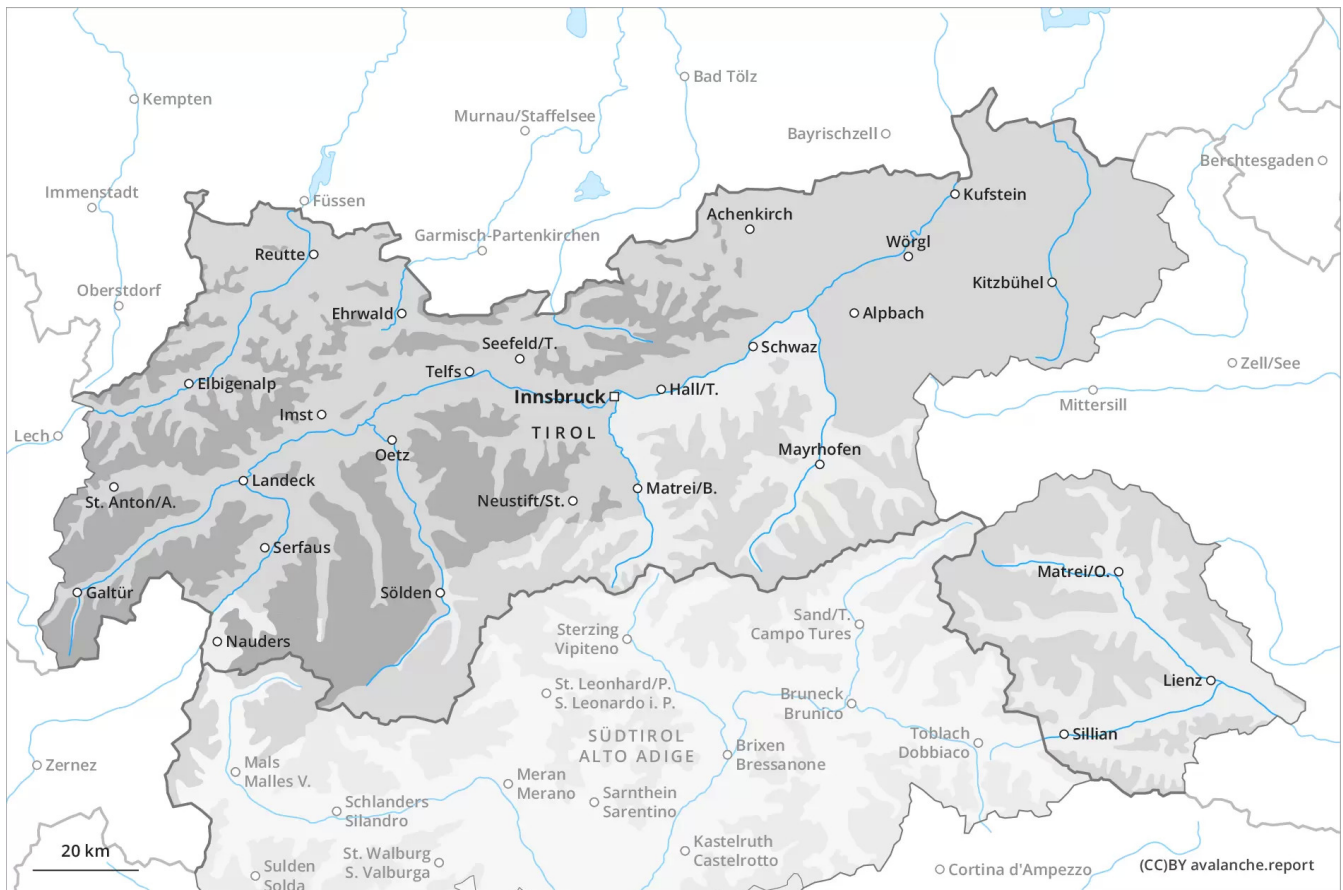 Bad Tölz
Kempten
Murnau/Staffelsee
Bayrischzell
Berchtesgaden
Immenstadt
Füssen
Kufstein
Achenkirch
Garmisch-Partenkirchen
Wörgl
Reutte
Kitzbühel
Oberstdorf
Ehrwald
Alpbach
Seefeld/T.
Schwaz
Zell/See
Telfs
Elbigenalp
Hall/T.
Innsbruck
Mittersill
Imst
TIROL
Lech
Oetz
Mayrhofen
Landeck
Matrei/B.
St. Anton/A.
Neustift/St.
Serfaus
Matrei/O.
Galtür
Sölden
Sand/T.
Campo Tures
Sterzing
Vipiteno
Nauders
Lienz
St. Leonhard/P.
S. Leonardo i. P.
Bruneck
Brunico
Sillian
Toblach
Dobbiaco
SÜDTIROL
ALTO ADIGE
Brixen
Bressanone
Zernez
Mals
Malles V.
Meran
Merano
Sarnthein
Sarentino
Schlanders
Silandro
Kastelruth
Castelrotto
20 km
St. Walburg
S. Valburga
Sulden
Solda
Cortina d'Ampezzo
(CC)BY avalanche.report